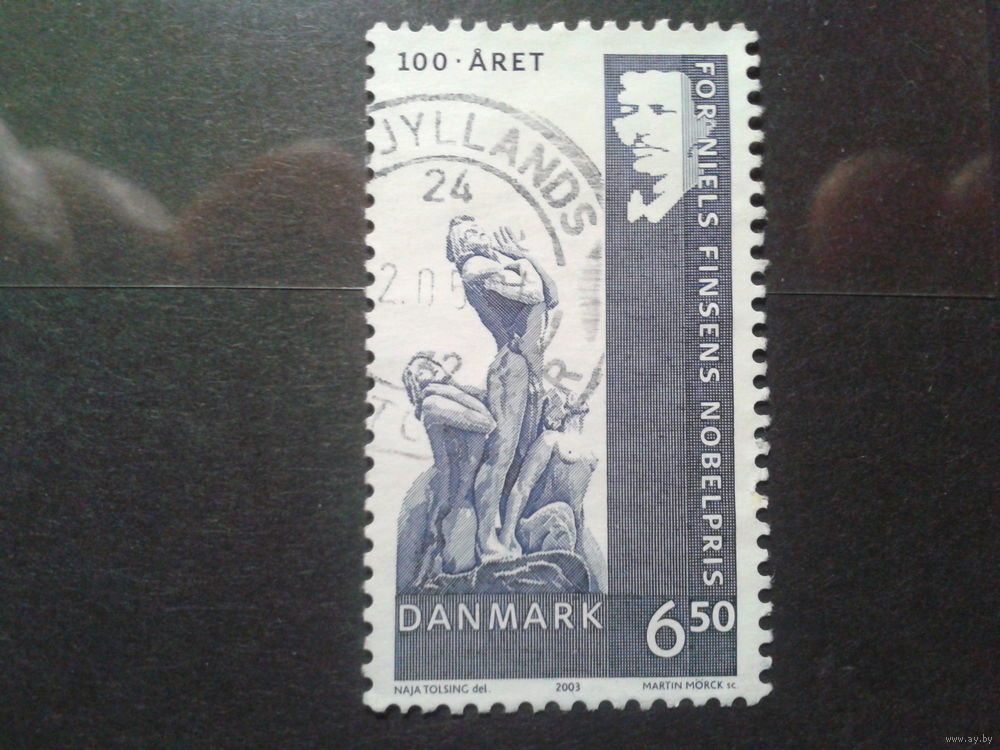 100 · ÅRET
FOR NIELS FINSENS NOBELPRIS
JYLLANDS
24
DANMARK
6 50
NAJA TOLSING del.
2003
MARTIN MÖRCK sc.
www.ay.by